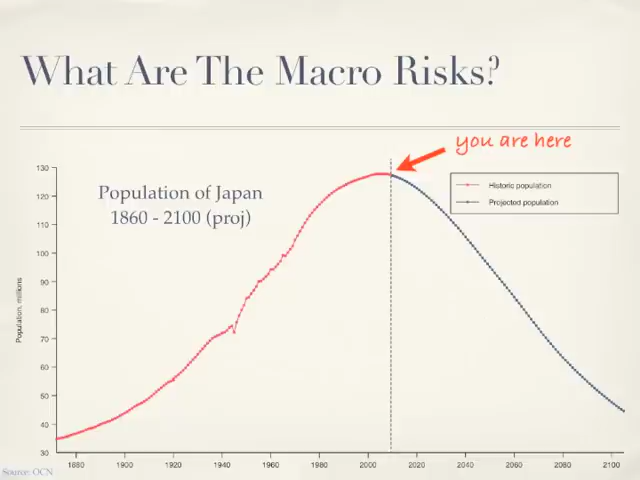 What Are The Macro Risks?
you are here
Population of Japan
1860 - 2100 (proj)
Historic population
Projected population
Population, millions
130
120
110
100
90
80
70
60
50
40
30
1880 1900 1920 1940 1960 1980 2000 2020 2040 2060 2080 2100
Source: OCN